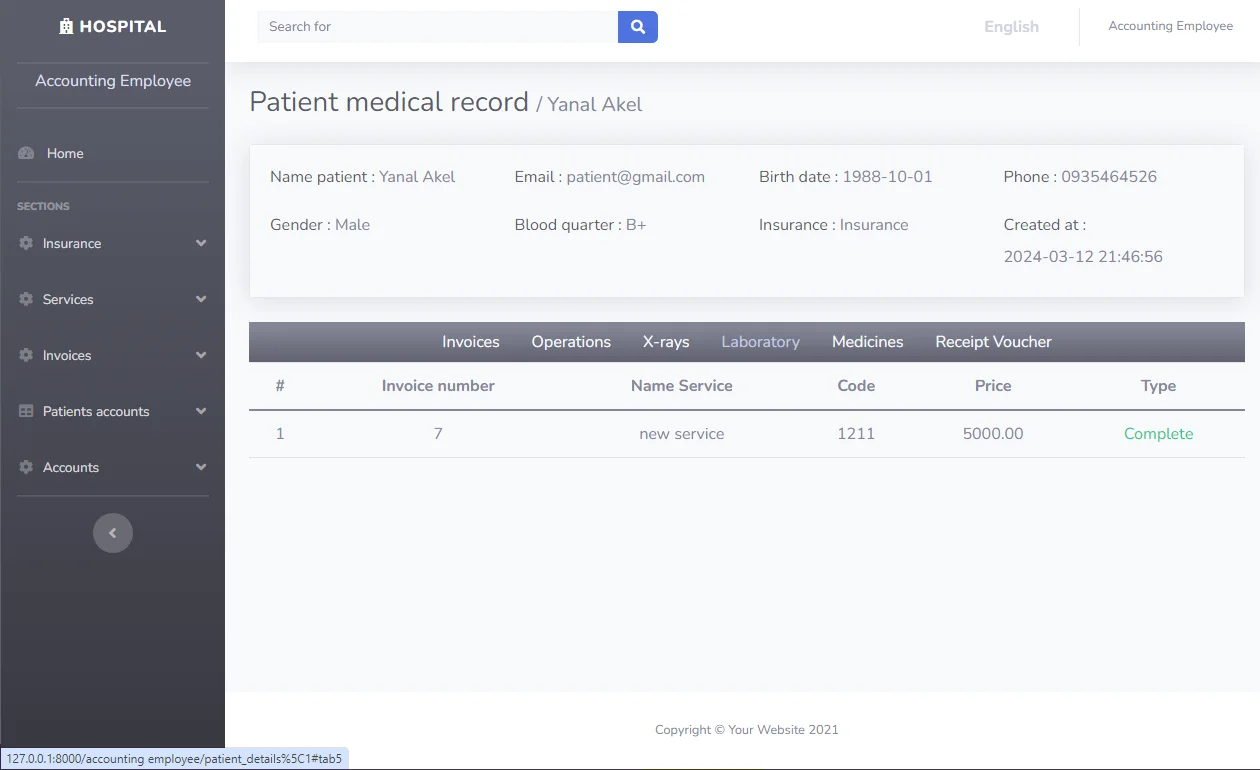 HOSPITAL
Search for
English
Accounting Employee
Accounting Employee
Home
SECTIONS
Insurance
Services
Invoices
Patients accounts
Accounts
Patient medical record / Yanal Akel
Name patient : Yanal Akel
Email : patient@gmail.com
Birth date : 1988-10-01
Phone : 0935464526
Gender : Male
Blood quarter : B+
Insurance : Insurance
Created at :
2024-03-12 21:46:56
Invoices Operations X-rays Laboratory Medicines Receipt Voucher
# Invoice number Name Service Code Price Type
1 7 new service 1211 5000.00 Complete
Copyright © Your Website 2021
127.0.0.1:8000/accounting employee/patient_details%5C1#tab5